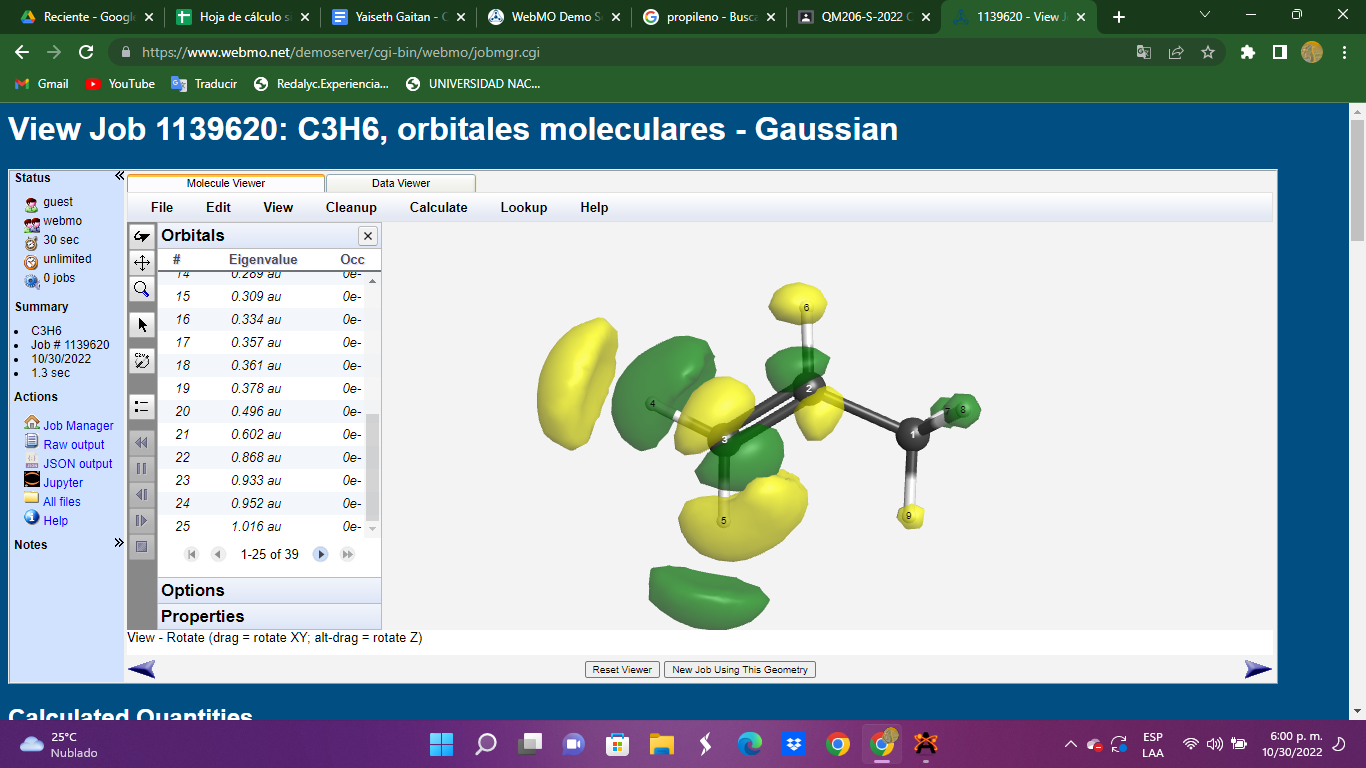 Reciente - Google
Hoja de cálculo si
Yaiseth Gaitan - C
WebMO Demo Se
propileno - Busca
QM206-S-2022 C
1139620 - View J
https://www.webmo.net/demoserver/cgi-bin/webmo/jobmgr.cgi
Gmail
YouTube
Traducir
Redalyc.Experiencia...
UNIVERSIDAD NAC...
View Job 1139620: C3H6, orbitales moleculares - Gaussian
Status
guest
webmo
30 sec
unlimited
0 jobs
Summary
• C3H6
• Job # 1139620
• 10/30/2022
• 1.3 sec
Actions
Job Manager
Raw output
JSON output
Jupyter
All files
Help
Notes
Molecule Viewer
Data Viewer
File Edit View Cleanup Calculate Lookup Help
Orbitals
# Eigenvalue Occ
14 0.289 au 0e-
15 0.309 au 0e-
16 0.334 au 0e-
17 0.357 au 0e-
18 0.361 au 0e-
19 0.378 au 0e-
20 0.496 au 0e-
21 0.602 au 0e-
22 0.868 au 0e-
23 0.933 au 0e-
24 0.952 au 0e-
25 1.016 au 0e-
1-25 of 39
Options
Properties
6
2
4
3
1
7
8
5
9
View - Rotate (drag = rotate XY; alt-drag = rotate Z)
Reset Viewer
New Job Using This Geometry
Calculated Quantities
25°C
Nublado
ESP
LAA
6:00 p. m.
10/30/2022